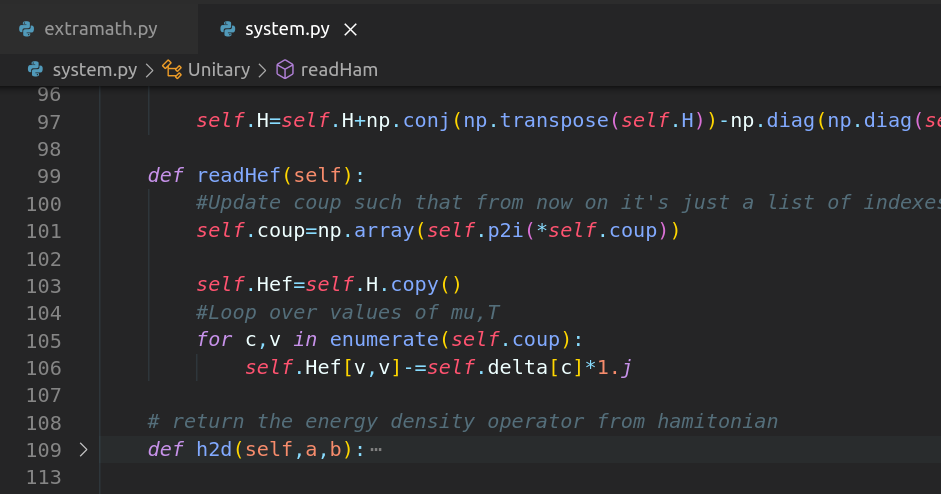 extramath.py system.py
system.py Unitary readHam
96
97 self.H=self.H+np.conj(np.transpose(self.H))-np.diag(np.diag(se
98
99 def readHef(self):
100 #Update coup such that from now on it's just a list of indexes
101 self.coup=np.array(self.p2i(*self.coup))
102
103 self.Hef=self.H.copy()
104 #Loop over values of mu,T
105 for c,v in enumerate(self.coup):
106 self.Hef[v,v]-=self.delta[c]*1.j
107
108 # return the energy density operator from hamitonian
109 def h2d(self,a,b):⋯
113